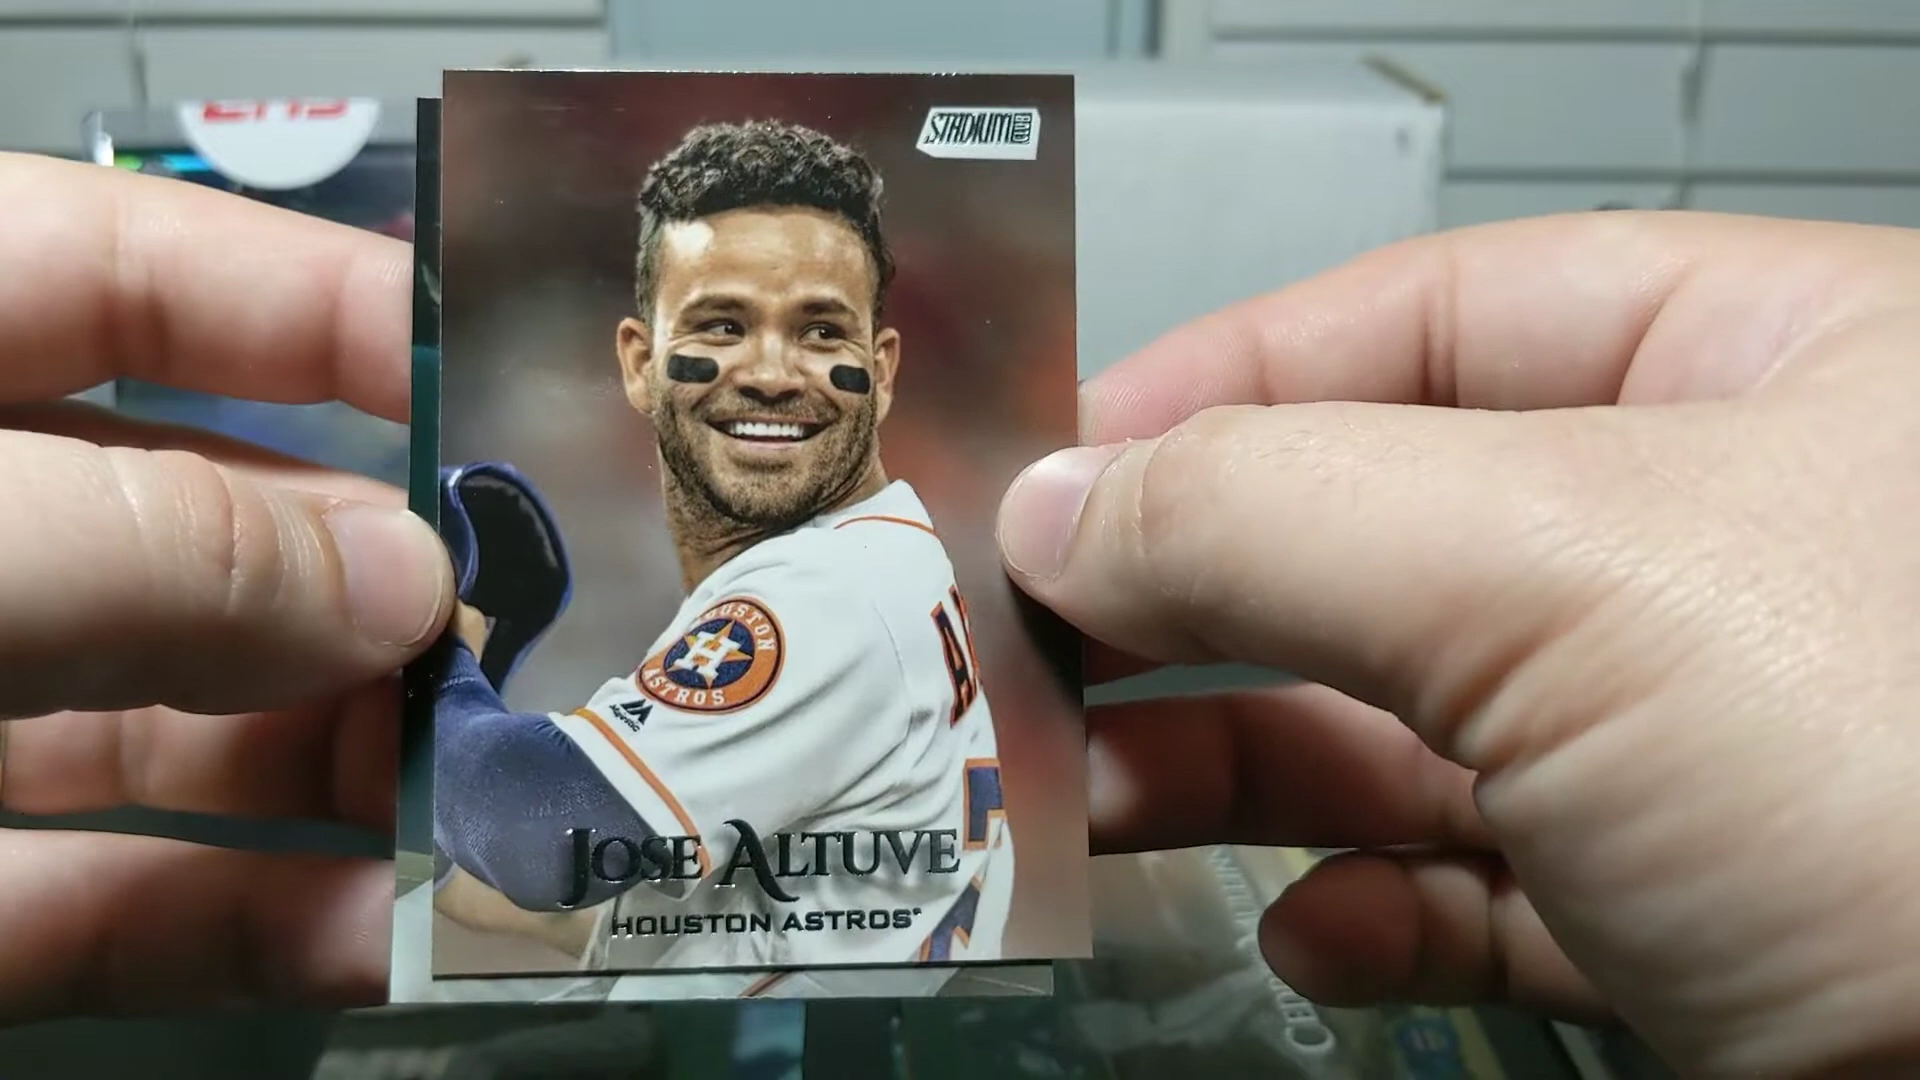 STADIUM CLUB
HOUSTON
H
ASTROS
Majestic
A
JOSE ALTUVE
HOUSTON ASTROS